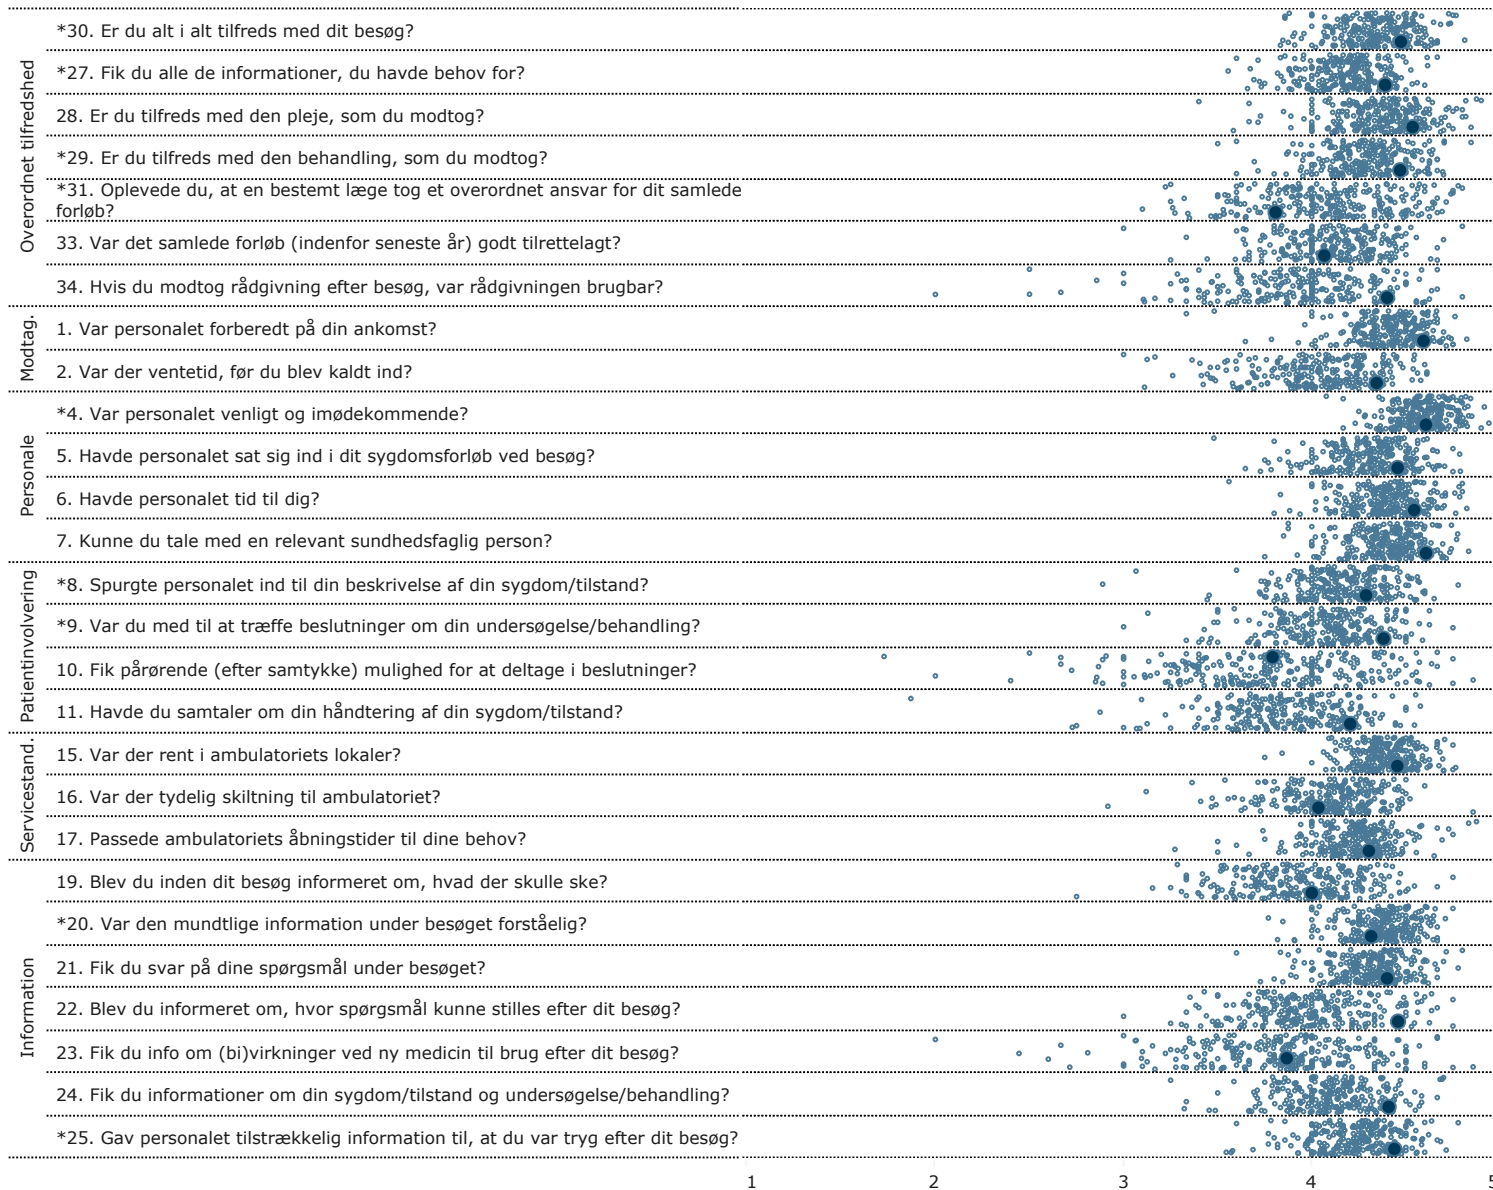 Overordnet tilfredshed
*30. Er du alt i alt tilfreds med dit besøg?
*27. Fik du alle de informationer, du havde behov for?
28. Er du tilfreds med den pleje, som du modtog?
*29. Er du tilfreds med den behandling, som du modtog?
*31. Oplevede du, at en bestemt læge tog et overordnet ansvar for dit samlede
forløb?
33. Var det samlede forløb (indenfor seneste år) godt tilrettelagt?
34. Hvis du modtog rådgivning efter besøg, var rådgivningen brugbar?
Modtag.
1. Var personalet forberedt på din ankomst?
2. Var der ventetid, før du blev kaldt ind?
Personale
*4. Var personalet venligt og imødekommende?
5. Havde personalet sat sig ind i dit sygdomsforløb ved besøg?
6. Havde personalet tid til dig?
7. Kunne du tale med en relevant sundhedsfaglig person?
Patientinvolvering
*8. Spurgte personalet ind til din beskrivelse af din sygdom/tilstand?
*9. Var du med til at træffe beslutninger om din undersøgelse/behandling?
10. Fik pårørende (efter samtykke) mulighed for at deltage i beslutninger?
11. Havde du samtaler om din håndtering af din sygdom/tilstand?
Servicestand.
15. Var der rent i ambulatoriets lokaler?
16. Var der tydelig skiltning til ambulatoriet?
17. Passede ambulatoriets åbningstider til dine behov?
Information
19. Blev du inden dit besøg informeret om, hvad der skulle ske?
*20. Var den mundtlige information under besøget forståelig?
21. Fik du svar på dine spørgsmål under besøget?
22. Blev du informeret om, hvor spørgsmål kunne stilles efter dit besøg?
23. Fik du info om (bi)virkninger ved ny medicin til brug efter dit besøg?
24. Fik du informationer om din sygdom/tilstand og undersøgelse/behandling?
*25. Gav personalet tilstrækkelig information til, at du var tryg efter dit besøg?
1 2 3 4 5